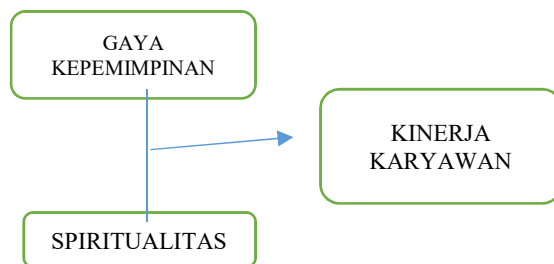 GAYA
KEPEMIMPINAN
KINERJA
KARYAWAN
SPIRITUALITAS